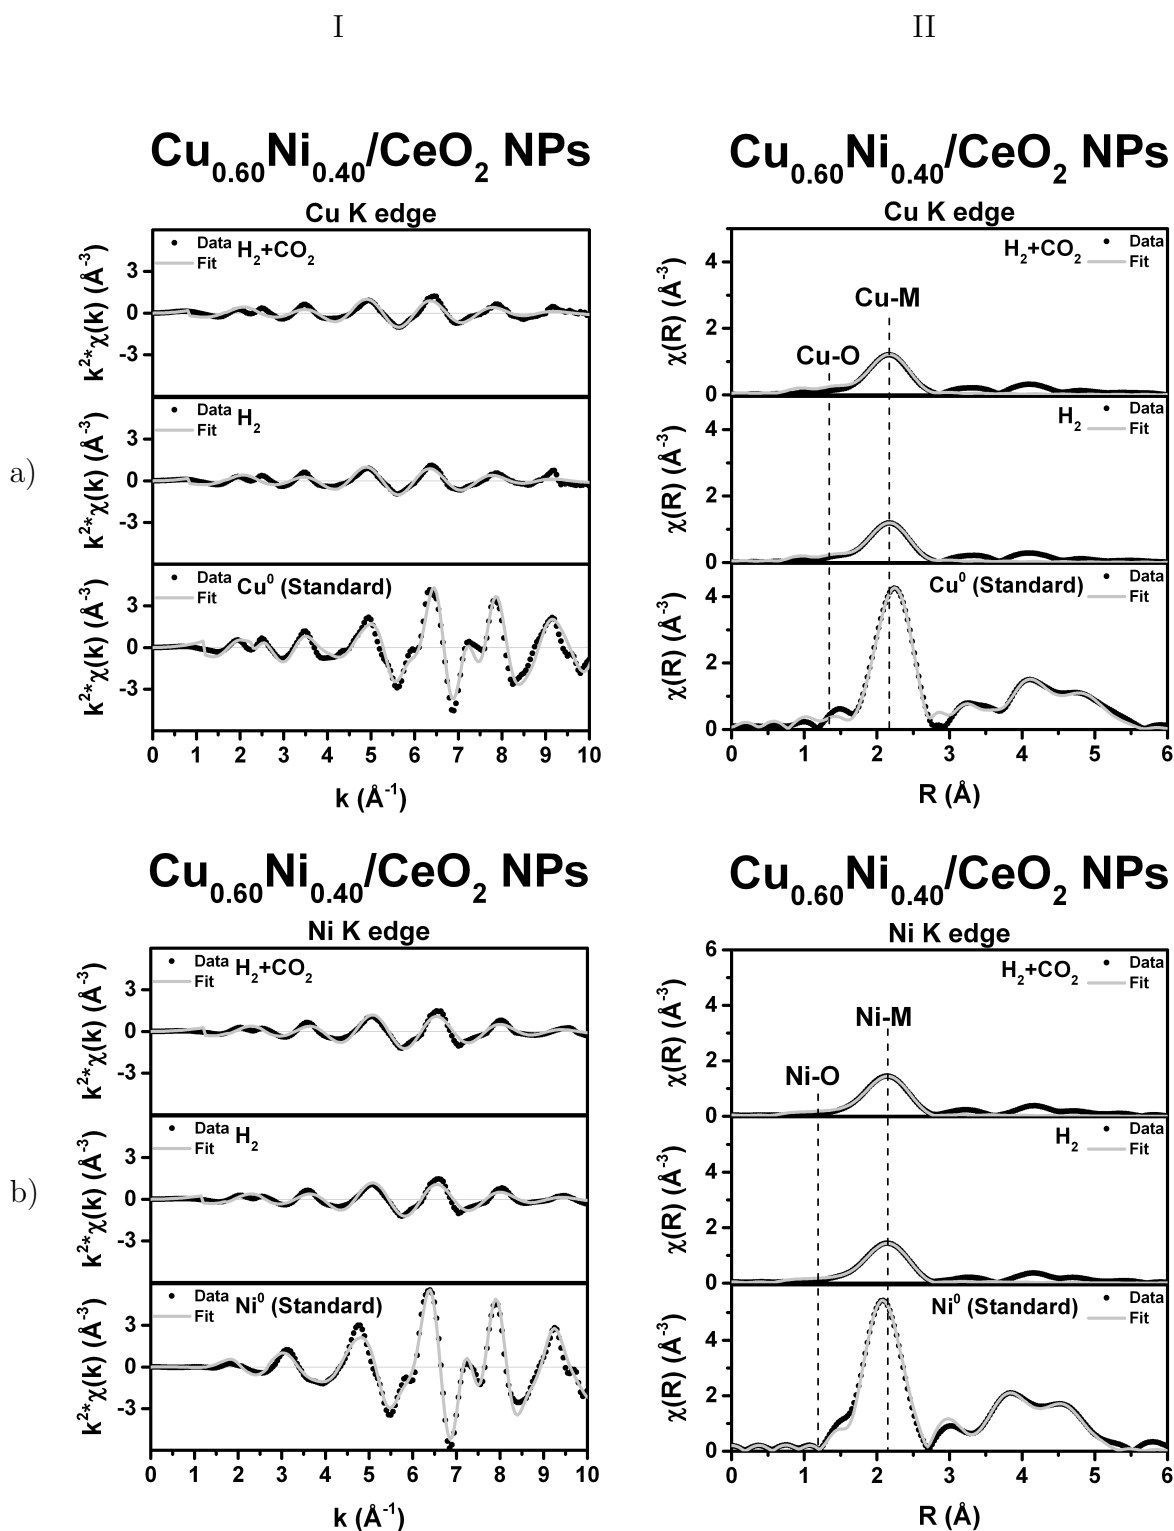 I
II
Cu0.60Ni0.40/CeO2 NPs
Cu K edge
Data
Fit
H2+CO2
3
0
-3
k2*χ(k) (Å-3)
Data
Fit
H2
3
0
-3
k2*χ(k) (Å-3)
Data
Fit
Cu0 (Standard)
3
0
-3
k2*χ(k) (Å-3)
0 1 2 3 4 5 6 7 8 9 10
k (Å-1)
a)
Cu0.60Ni0.40/CeO2 NPs
Cu K edge
H2+CO2
Data
Fit
Cu-M
Cu-O
4
2
0
χ(R) (Å-3)
H2
Data
Fit
4
2
0
χ(R) (Å-3)
Cu0 (Standard)
Data
Fit
4
2
0
χ(R) (Å-3)
0 1 2 3 4 5 6
R (Å)
Cu0.60Ni0.40/CeO2 NPs
Ni K edge
Data
Fit
H2+CO2
3
0
-3
k2*χ(k) (Å-3)
Data
Fit
H2
3
0
-3
k2*χ(k) (Å-3)
Data
Fit
Ni0 (Standard)
3
0
-3
k2*χ(k) (Å-3)
0 1 2 3 4 5 6 7 8 9 10
k (Å-1)
b)
Cu0.60Ni0.40/CeO2 NPs
Ni K edge
H2+CO2
Data
Fit
Ni-M
Ni-O
6
4
2
0
χ(R) (Å-3)
H2
Data
Fit
4
2
0
χ(R) (Å-3)
Ni0 (Standard)
Data
Fit
4
2
0
χ(R) (Å-3)
0 1 2 3 4 5 6
R (Å)